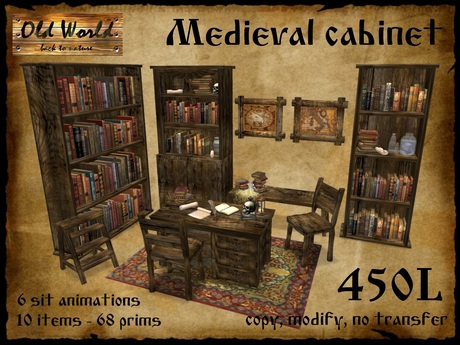 Old World
back to nature
Medieval cabinet
6 sit animations
10 items - 68 prims
450L
copy, modify, no transfer